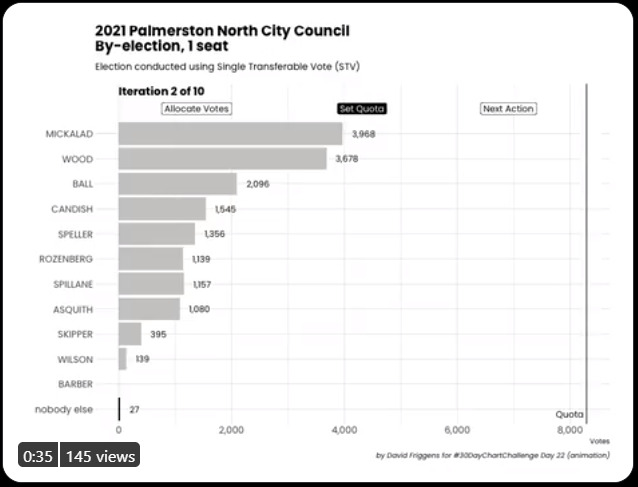 2021 Palmerston North City Council
By-election, 1 seat
Election conducted using Single Transferable Vote (STV)
Iteration 2 of 10
Allocate Votes
Set Quota
Next Action
MICKALAD 3,968
WOOD 3,678
BALL 2,096
CANDISH 1,545
SPELLER 1,356
ROZENBERG 1,139
SPILLANE 1,157
ASQUITH 1,080
SKIPPER 395
WILSON 139
BARBER
nobody else 27
Quota
0 2,000 4,000 6,000 8,000
Votes
0:35 145 views
by David Friggens for #30DayChartChallenge Day 22 (animation)